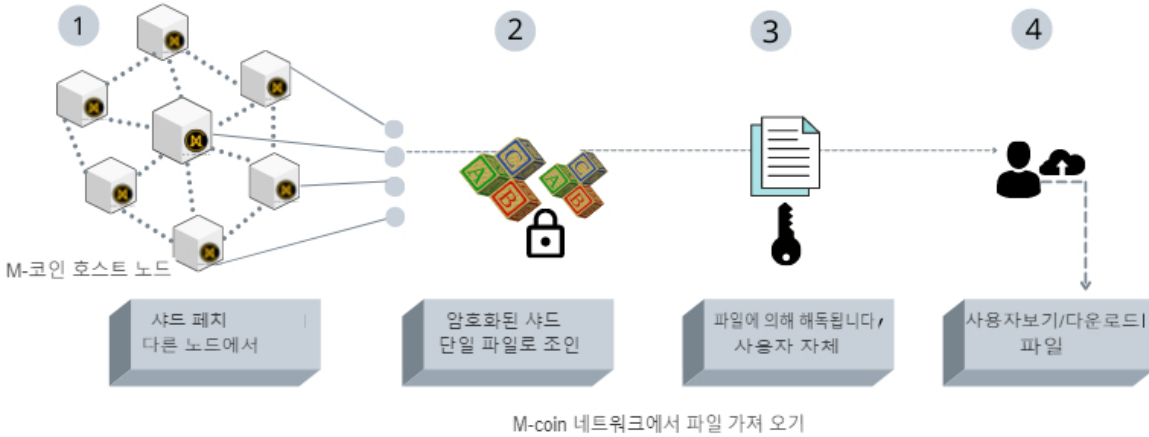 1
2
3
4
M-코인 호스트 노드
샤드 페치
다른 노드에서
암호화된 샤드
단일 파일로 조인
파일에 의해 해독됩니다,
사용자 자체
사용자보기/다운로드
파일
M-coin 네트워크에서 파일 가져 오기